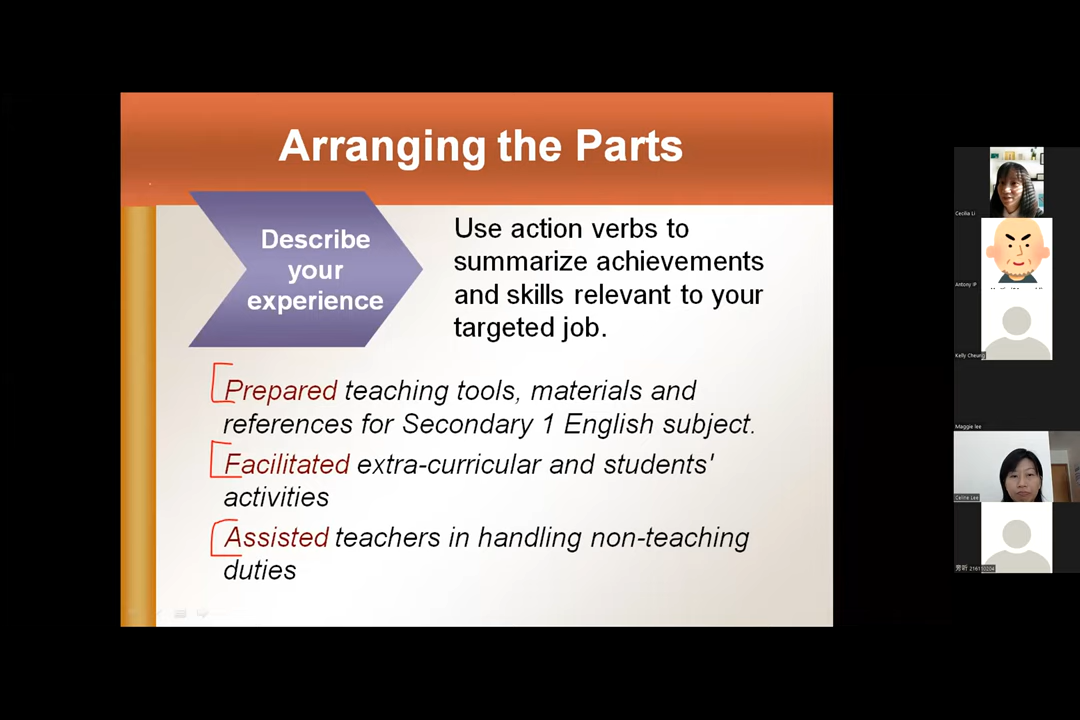 Arranging the Parts
Describe
your
experience
Use action verbs to
summarize achievements
and skills relevant to your
targeted job.
Prepared teaching tools, materials and
references for Secondary 1 English subject.
Facilitated extra-curricular and students'
activities
Assisted teachers in handling non-teaching
duties
Cecilia Li
Antony IP
Kelly Cheung
Maggie lee
Carina Lee